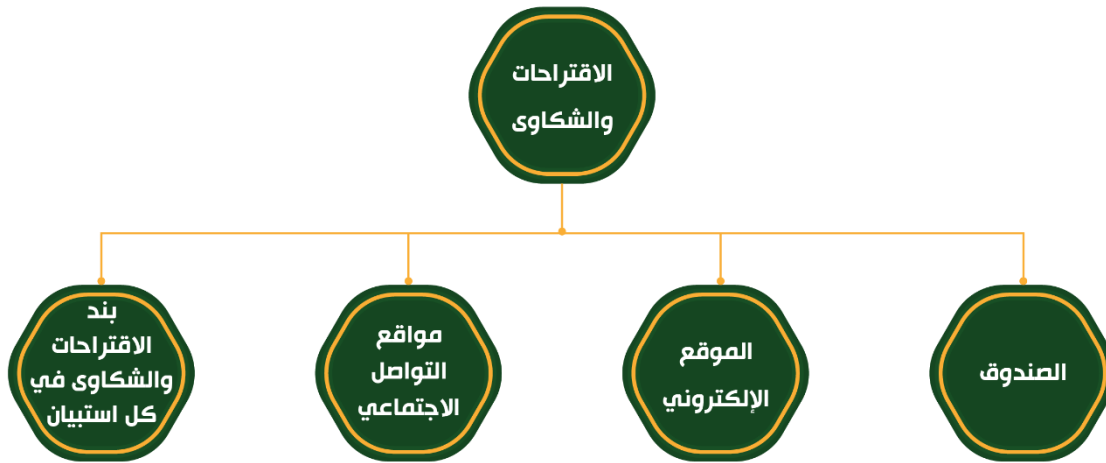 الاقتراحات
والشكاوى
الصندوق
الموقع
الإلكتروني
مواقع
التواصل
الاجتماعي
بند
الاقتراحات
والشكاوى في
كل استبيان